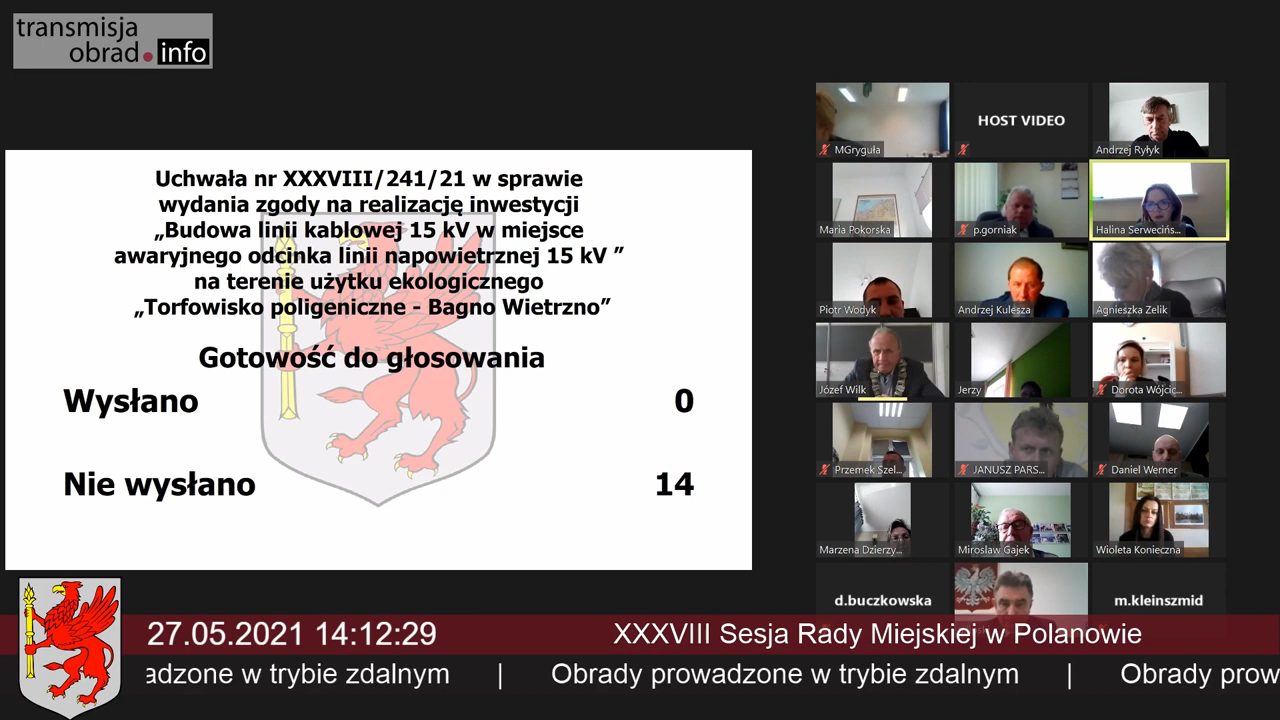 transmisja
obrad.info
Uchwała nr XXXVIII/241/21 w sprawie
wydania zgody na realizację inwestycji
„Budowa linii kablowej 15 kV w miejsce
awaryjnego odcinka linii napowietrznej 15 kV ”
na terenie użytku ekologicznego
„Torfowisko poligeniczne - Bagno Wietrzno”
Gotowość do głosowania
Wysłano 0
Nie wysłano 14
MGryguła
HOST VIDEO
Andrzej Ryłyk
Maria Pokorska
p.gorniak
Halina Serwecińs...
Piotr Wodyk
Andrzej Kulesza
Agnieszka Zelik
Józef Wilk
Jerzy
Dorota Wójcic...
Przemek Szel...
JANUSZ PARS...
Daniel Werner
Marzena Dzierzy...
Miroslaw Gajek
Wioleta Konieczna
d.buczkowska
m.kleinszmid
27.05.2021 14:12:29
XXXVIII Sesja Rady Miejskiej w Polanowie
adzone w trybie zdalnym | Obrady prowadzone w trybie zdalnym | Obrady prow